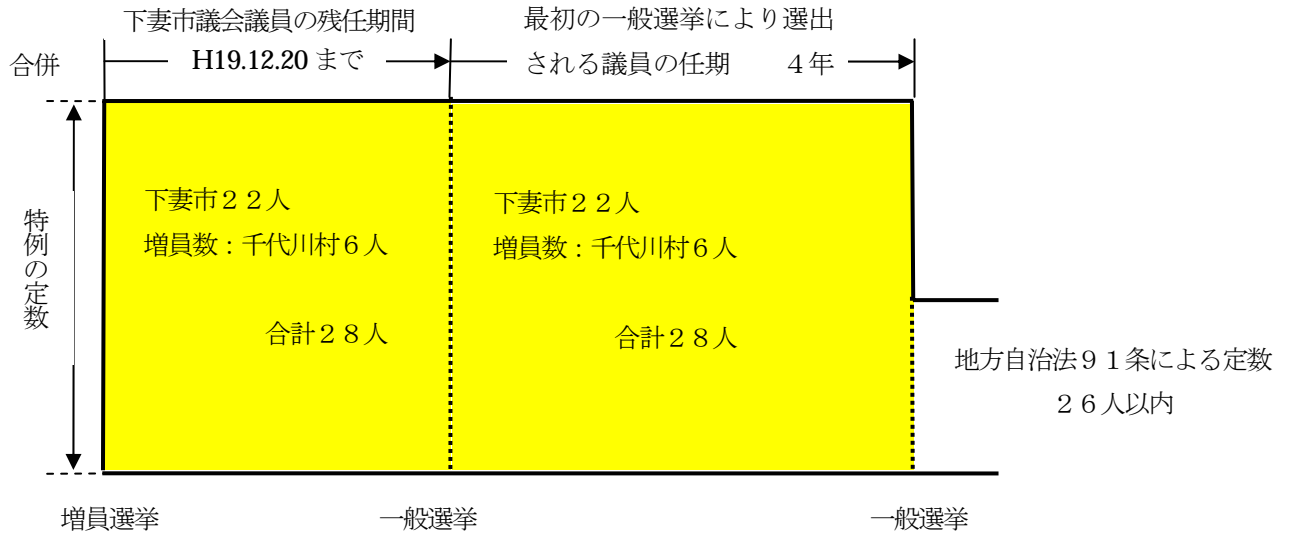 下妻市議会議員の残任期間
最初の一般選挙により選出
合併
H19.12.20 まで
される議員の任期 4年
特例の定数
下妻市22人
増員数:千代川村6人
合計28人
下妻市22人
増員数:千代川村6人
合計28人
地方自治法91条による定数
26人以内
増員選挙
一般選挙
一般選挙